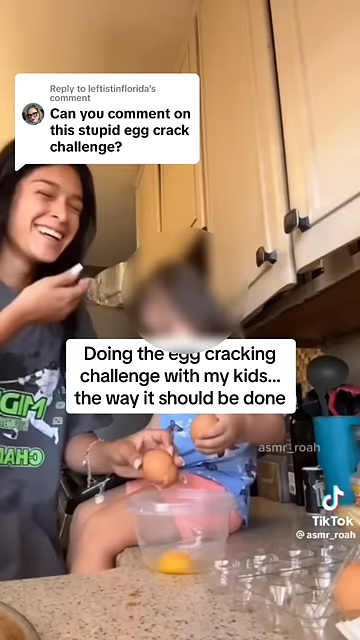 Reply to leftistinflorida's
comment
Can you comment on
this stupid egg crack
challenge?
Doing the egg cracking
challenge with my kids...
the way it should be done
asmr_roah
TikTok
@asmr_roah